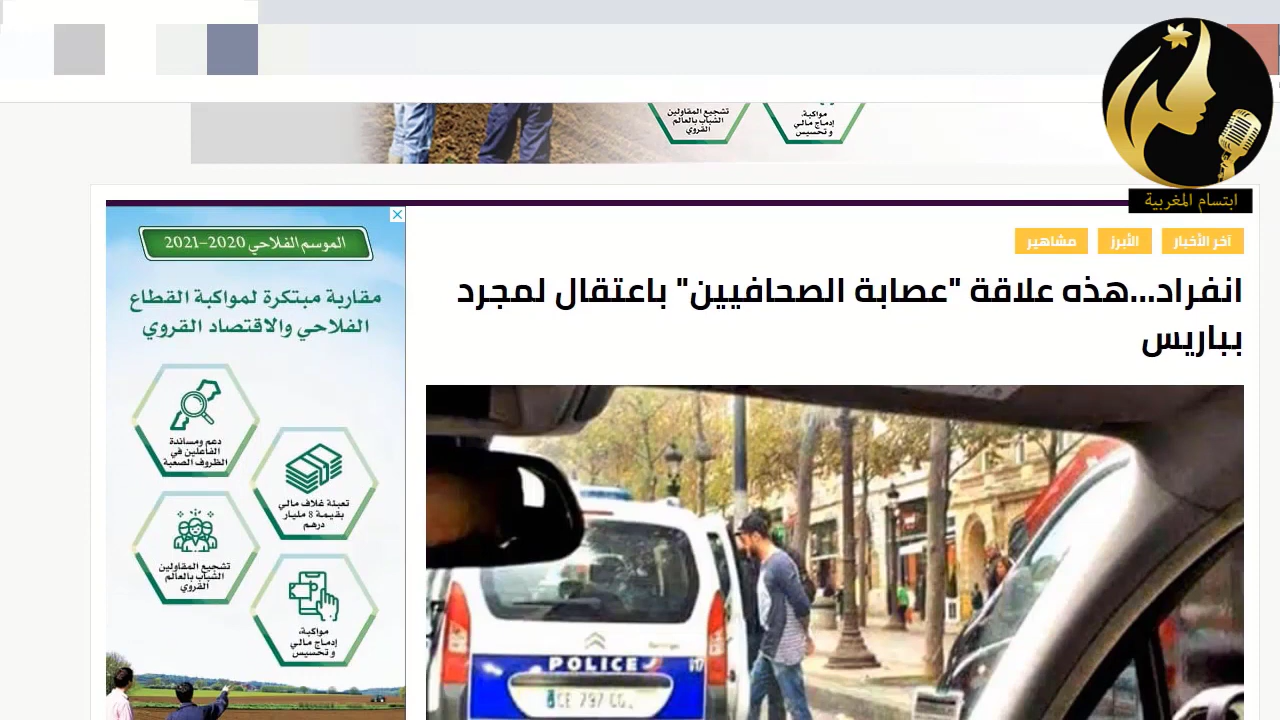 تشجيع المقاولين
الشباب بالعالم
القروي
مواكبة،
إدماج مالي
و تحسيس
ابتسام المغربية
آخر الأخبار
الأبرز
مشاهير
انفراد...هذه علاقة "عصابة الصحافيين" باعتقال لمجرد
بباريس
الموسم الفلاحي 2020-2021
مقاربة مبتكرة لمواكبة القطاع
الفلاحي والاقتصاد القروي
دعم ومساندة
الفاعلين في
الظروف الصعبة
تعبئة غلاف مالي
بقيمة 8 مليار
درهم
تشجيع المقاولين
الشباب بالعالم
القروي
مواكبة،
إدماج مالي
و تحسيس
POLICE
CE 797 CG